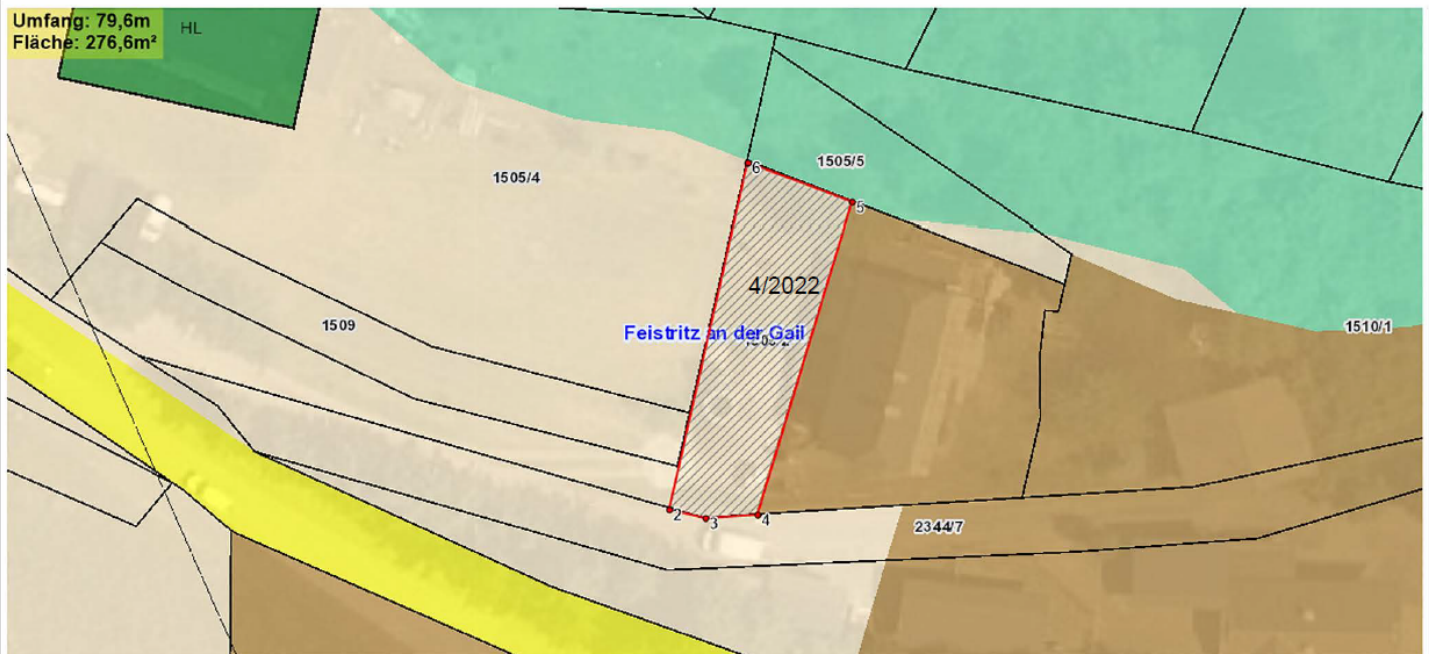 Umfang: 79,6m
Fläche: 276,6m²
HL
6
1505/5
1505/4
5
4/2022
1509
Feistritz an der Gail
1510/1
2
3
4
2344/7